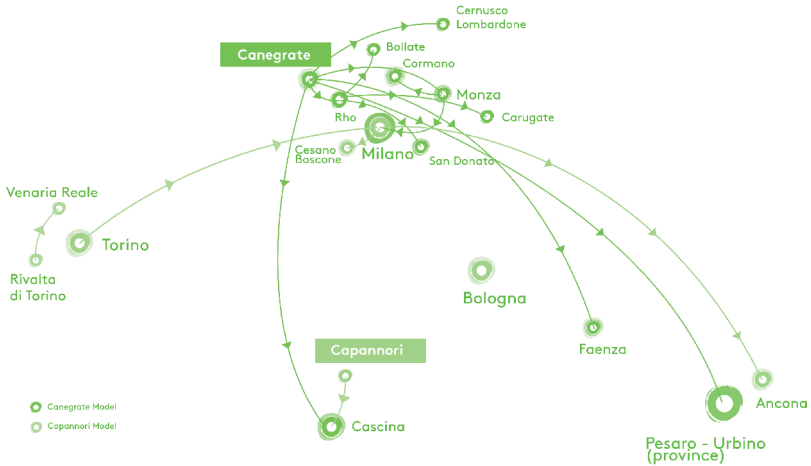 Cernusco
Lombardone
Bollate
Canegrate
Cormano
Monza
Rho
Carugate
Cesano
Boscone
Milano
San Donato
Venaria Reale
Torino
Rivalta
di Torino
Bologna
Capannori
Faenza
Canegrate Model
Capannori Model
Cascina
Ancona
Pesaro - Urbino
(province)